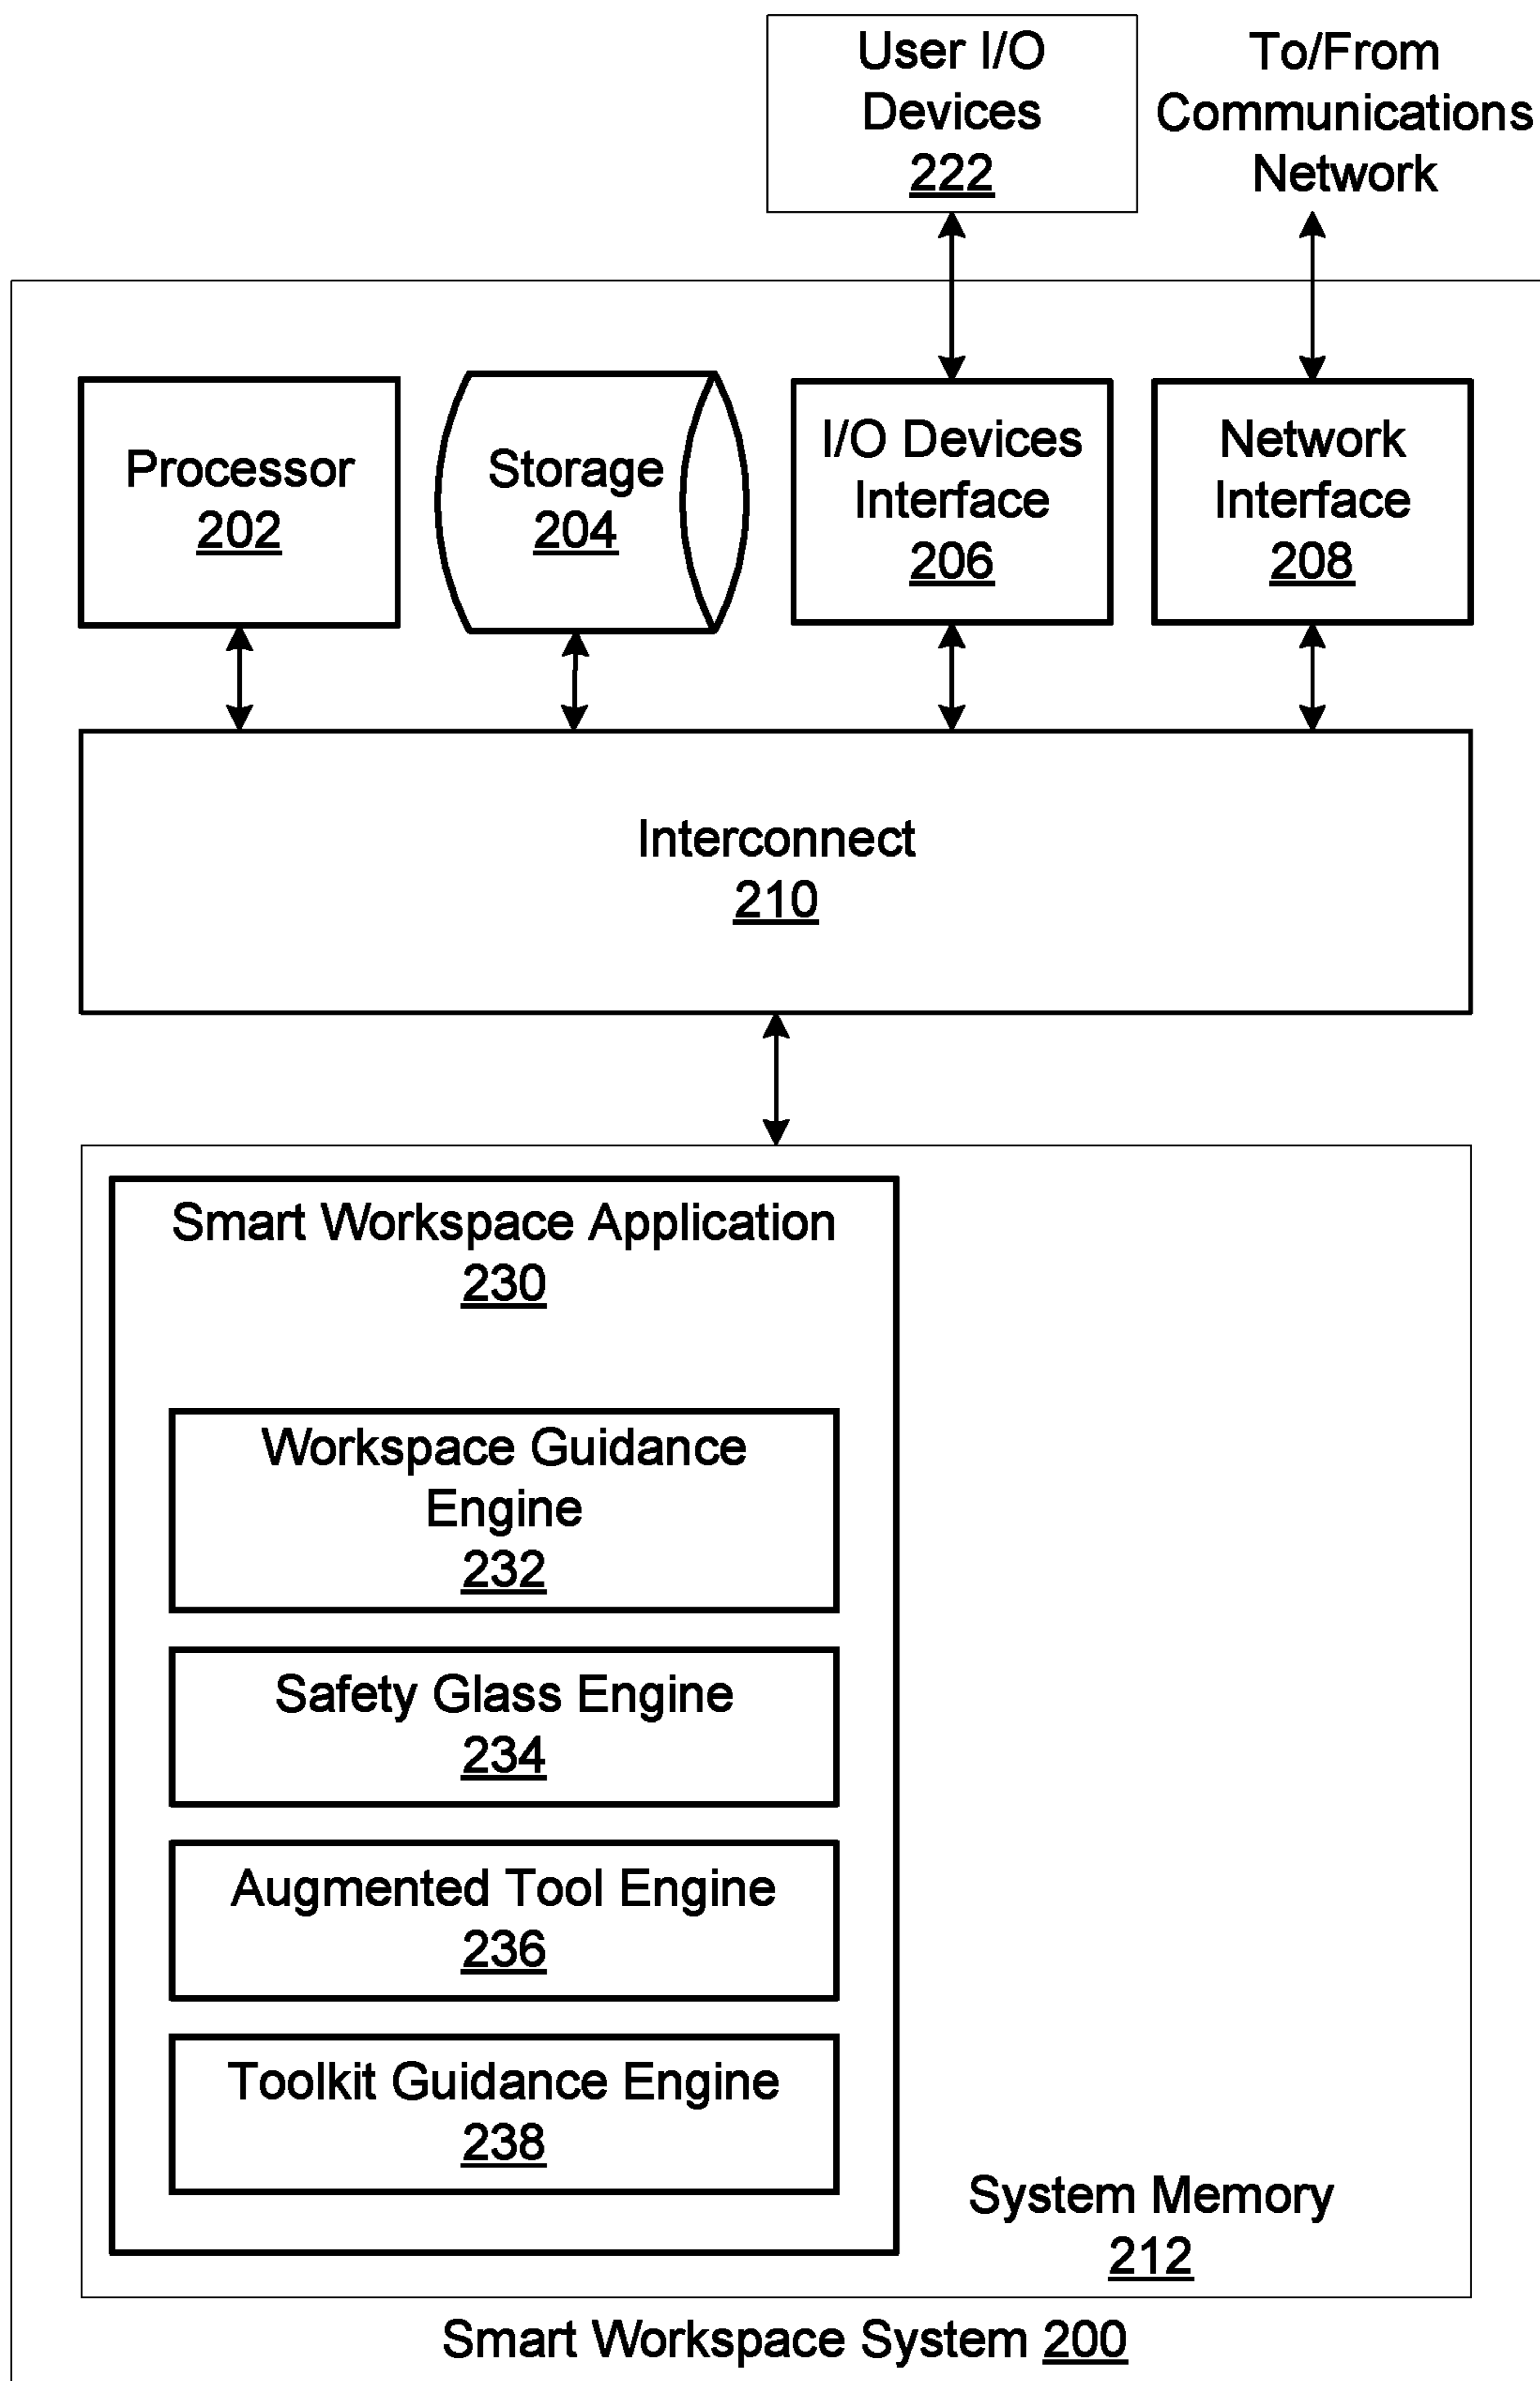 User I/O
Devices
222
To/From
Communications
Network
Processor
202
Storage
204
I/O Devices
Interface
206
Network
Interface
208
Interconnect
210
Smart Workspace Application
230
Workspace Guidance
Engine
232
Safety Glass Engine
234
Augmented Tool Engine
236
Toolkit Guidance Engine
238
System Memory
212
Smart Workspace System 200